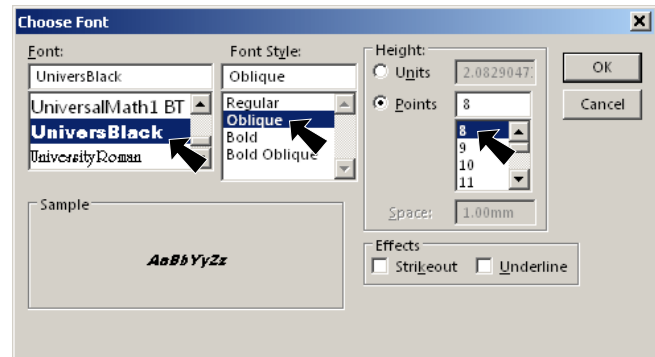 Choose Font
Font:
UniversBlack
UniversalMath1 BT
UniversBlack
UniversityRoman
Font Style:
Oblique
Regular
Oblique
Bold
Bold Oblique
Height:
Units 2.0829047
Points 8
8
9
10
11
Space: 1.00mm
OK
Cancel
Sample
AaBbYyZz
Effects
Strikeout Underline